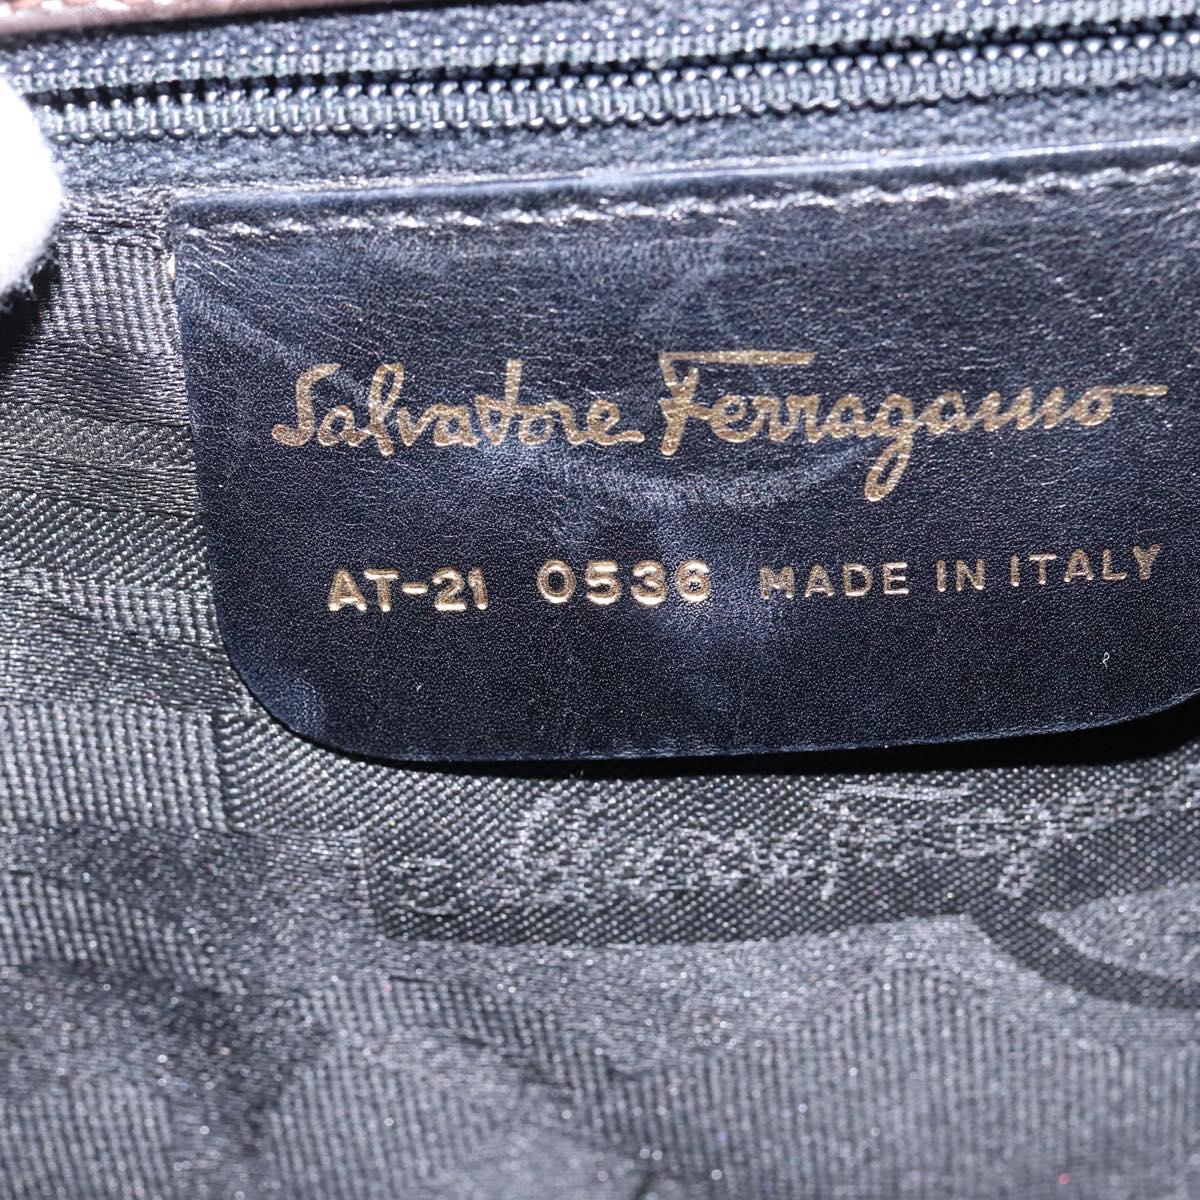 Salvatore Ferragamo
AT-21 0536 MADE IN ITALY